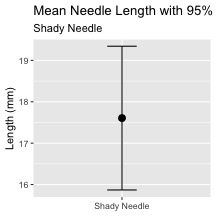 Mean Needle Length with 95%
Shady Needle
19
18
17
16
Length (mm)
Shady Needle